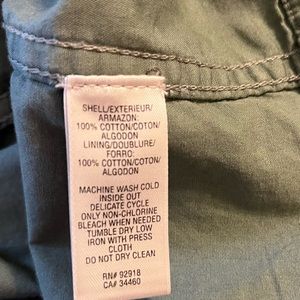 SHELL/EXTERIEUR/
ARMAZON:
100% COTTON/COTON/
ALGODON
LINING/DOUBLURE/
FORRO:
100% COTTON/COTON/
ALGODON
MACHINE WASH COLD
INSIDE OUT
DELICATE CYCLE
ONLY NON-CHLORINE
BLEACH WHEN NEEDED
TUMBLE DRY LOW
IRON WITH PRESS
CLOTH
DO NOT DRY CLEAN
RN# 92918
CA# 34460